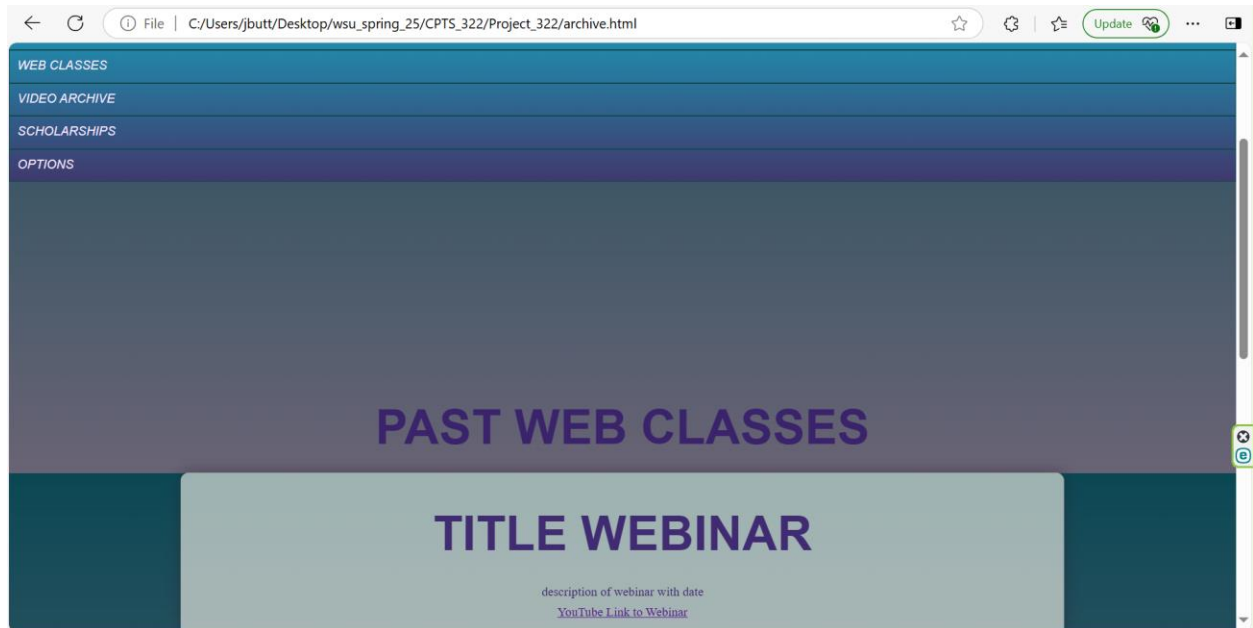 File
C:/Users/jbutt/Desktop/wsu_spring_25/CPTS_322/Project_322/archive.html
Update
WEB CLASSES
VIDEO ARCHIVE
SCHOLARSHIPS
OPTIONS
PAST WEB CLASSES
e
TITLE WEBINAR
description of webinar with date
YouTube Link to Webinar